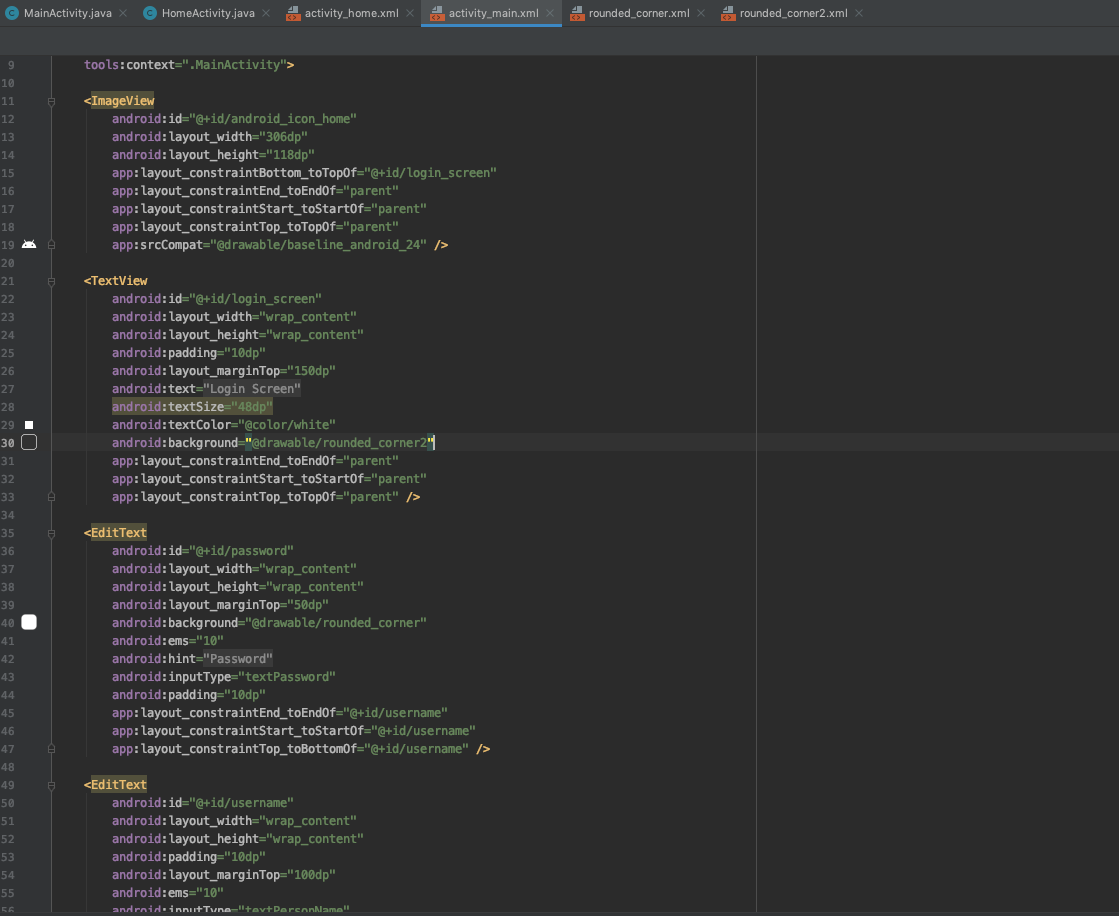 MainActivity.java HomeActivity.java activity_home.xml activity_main.xml rounded_corner.xml rounded_corner2.xml
9 tools:context=".MainActivity">
10
11 <ImageView
12 android:id="@+id/android_icon_home"
13 android:layout_width="306dp"
14 android:layout_height="118dp"
15 app:layout_constraintBottom_toTopOf="@+id/login_screen"
16 app:layout_constraintEnd_toEndOf="parent"
17 app:layout_constraintStart_toStartOf="parent"
18 app:layout_constraintTop_toTopOf="parent"
19 app:srcCompat="@drawable/baseline_android_24" />
20
21 <TextView
22 android:id="@+id/login_screen"
23 android:layout_width="wrap_content"
24 android:layout_height="wrap_content"
25 android:padding="10dp"
26 android:layout_marginTop="150dp"
27 android:text="Login Screen"
28 android:textSize="48dp"
29 android:textColor="@color/white"
30 android:background="@drawable/rounded_corner2"
31 app:layout_constraintEnd_toEndOf="parent"
32 app:layout_constraintStart_toStartOf="parent"
33 app:layout_constraintTop_toTopOf="parent" />
34
35 <EditText
36 android:id="@+id/password"
37 android:layout_width="wrap_content"
38 android:layout_height="wrap_content"
39 android:layout_marginTop="50dp"
40 android:background="@drawable/rounded_corner"
41 android:ems="10"
42 android:hint="Password"
43 android:inputType="textPassword"
44 android:padding="10dp"
45 app:layout_constraintEnd_toEndOf="@+id/username"
46 app:layout_constraintStart_toStartOf="@+id/username"
47 app:layout_constraintTop_toBottomOf="@+id/username" />
48
49 <EditText
50 android:id="@+id/username"
51 android:layout_width="wrap_content"
52 android:layout_height="wrap_content"
53 android:padding="10dp"
54 android:layout_marginTop="100dp"
55 android:ems="10"
56 android:inputType="textPersonName"